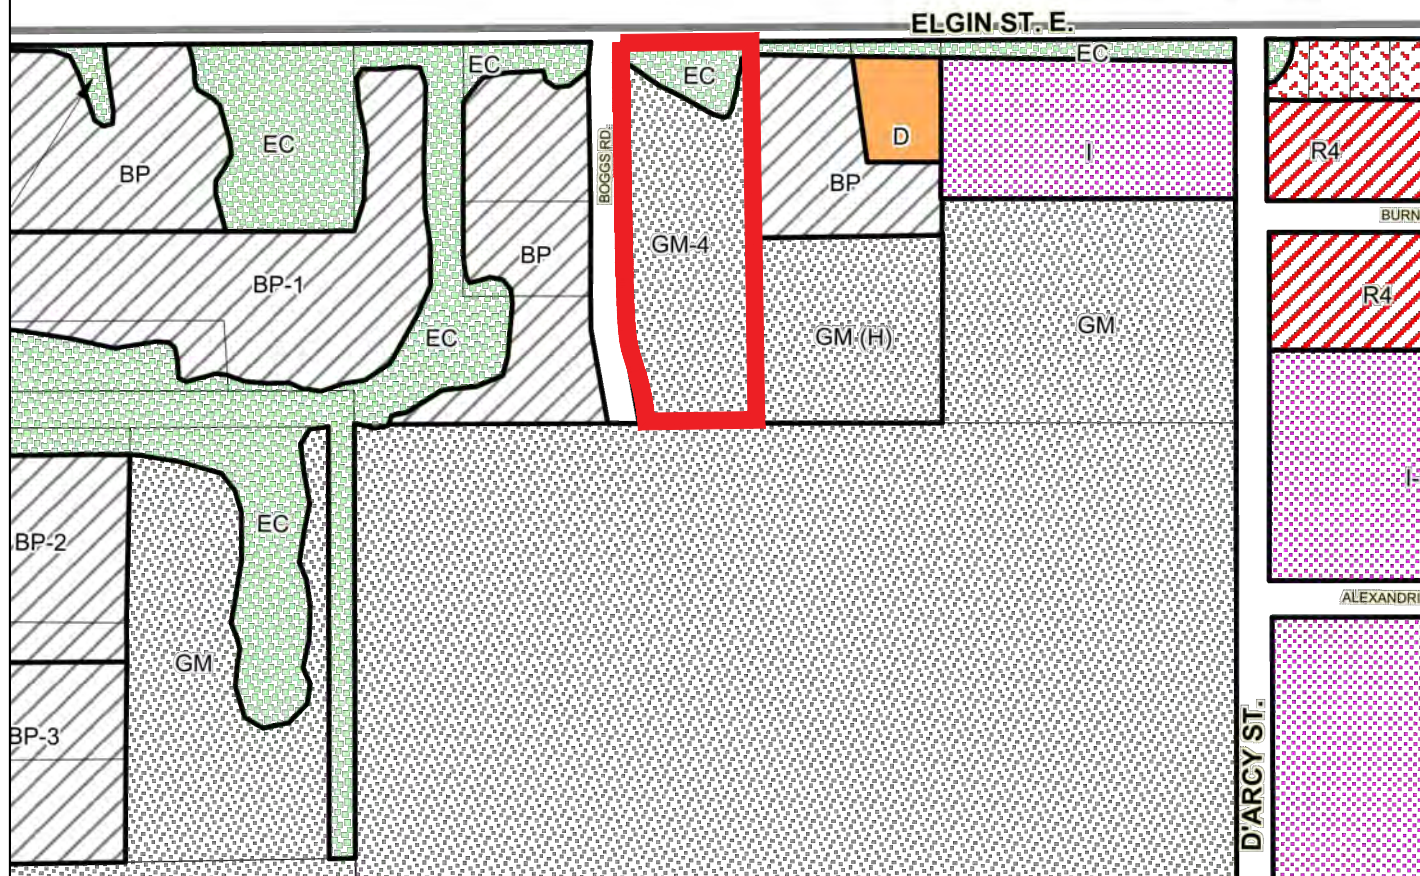 ELGIN ST. E.
EC
EC
EC
D
EC
BP
BOGGS RD.
I
R4
BP
BURN
GM-4
BP
BP-1
R4
GM (H)
GM
EC
I-
EC
BP-2
ALEXANDRI
GM
BP-3
D'ARCY ST.